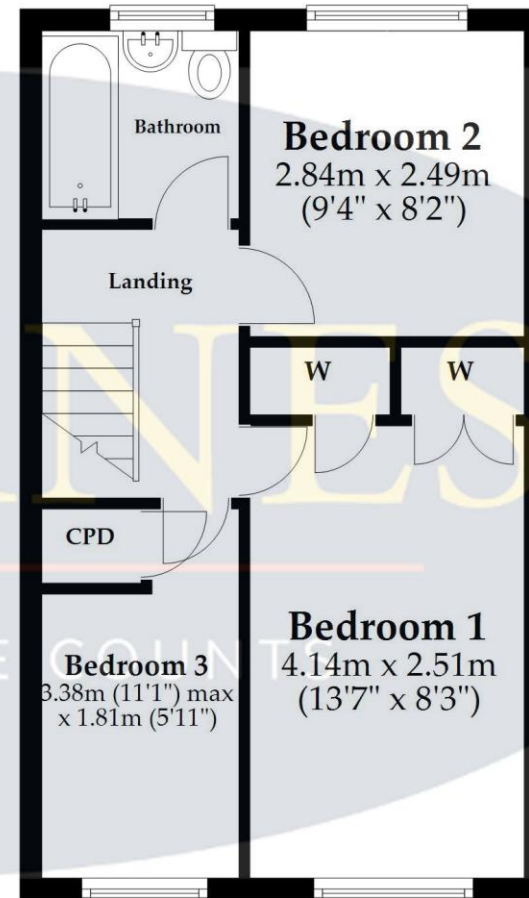 Bathroom
Bedroom 2
2.84m x 2.49m
(9'4" x 8'2")
Landing
W
W
CPD
Bedroom 3
3.38m (11'1") max
x 1.81m (5'11")
Bedroom 1
4.14m x 2.51m
(13'7" x 8'3")
COUNTS